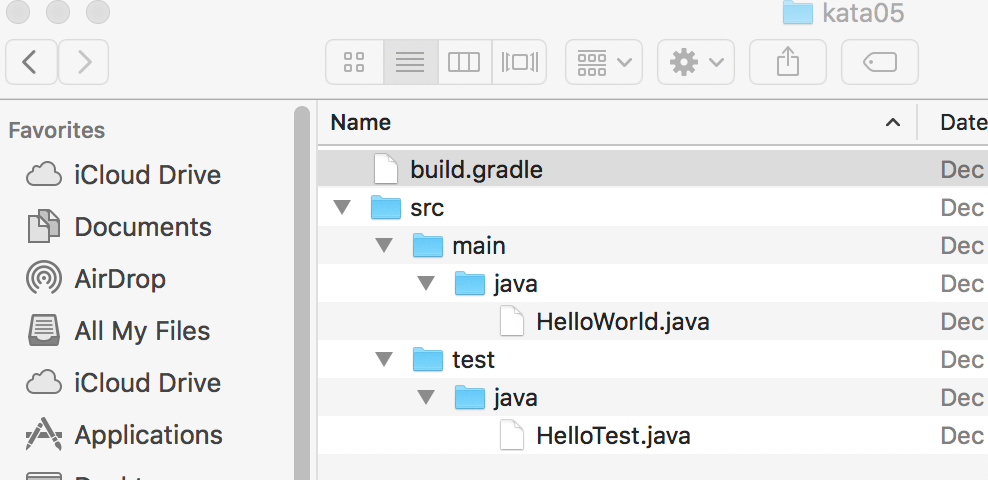 kata05
Favorites
iCloud Drive
Documents
AirDrop
All My Files
iCloud Drive
Applications
Name
Date
build.gradle
Dec
src
Dec
main
Dec
java
Dec
HelloWorld.java
Dec
test
Dec
java
Dec
HelloTest.java
Dec